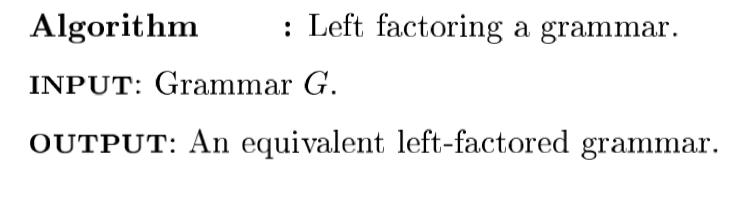 Algorithm : Left factoring a grammar.
INPUT: Grammar G.
OUTPUT: An equivalent left-factored grammar.